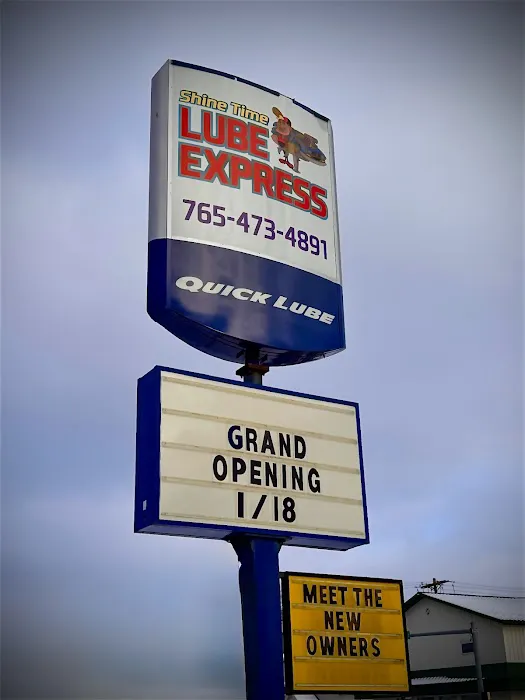 Shine Time
LUBE
EXPRESS
765-473-4891
QUICK LUBE
GRAND
OPENING
1/18
MEET THE
NEW
OWNERS